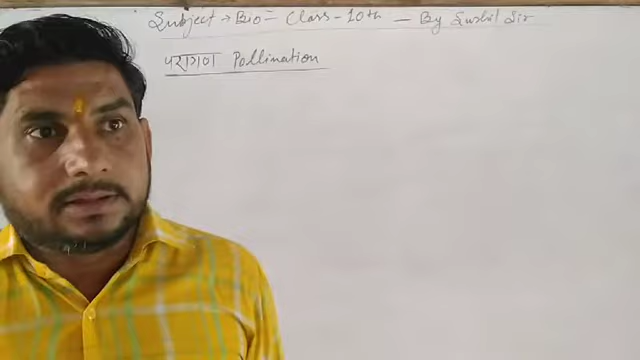 Subject → Bio = Class - 10th — By Sushil Sir
परागण Pollination